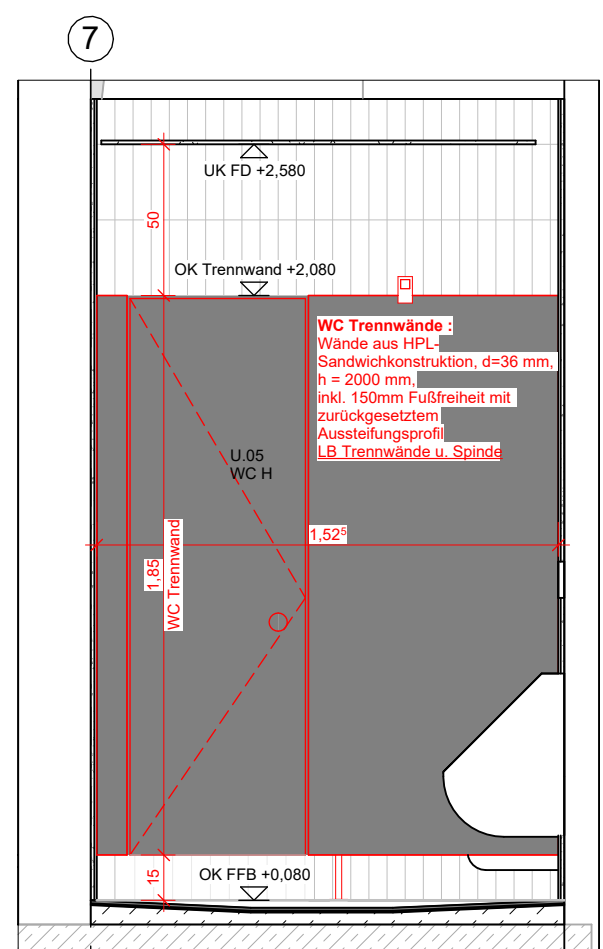 7
UK FD +2,580
50
OK Trennwand +2,080
WC Trennwände :
Wände aus HPL-
Sandwichkonstruktion, d=36 mm,
h = 2000 mm,
inkl. 150mm Fußfreiheit mit
zurückgesetztem
Aussteifungsprofil
LB Trennwände u. Spinde
U.05
WC H
1,52⁵
1,85
WC Trennwand
15
OK FFB +0,080